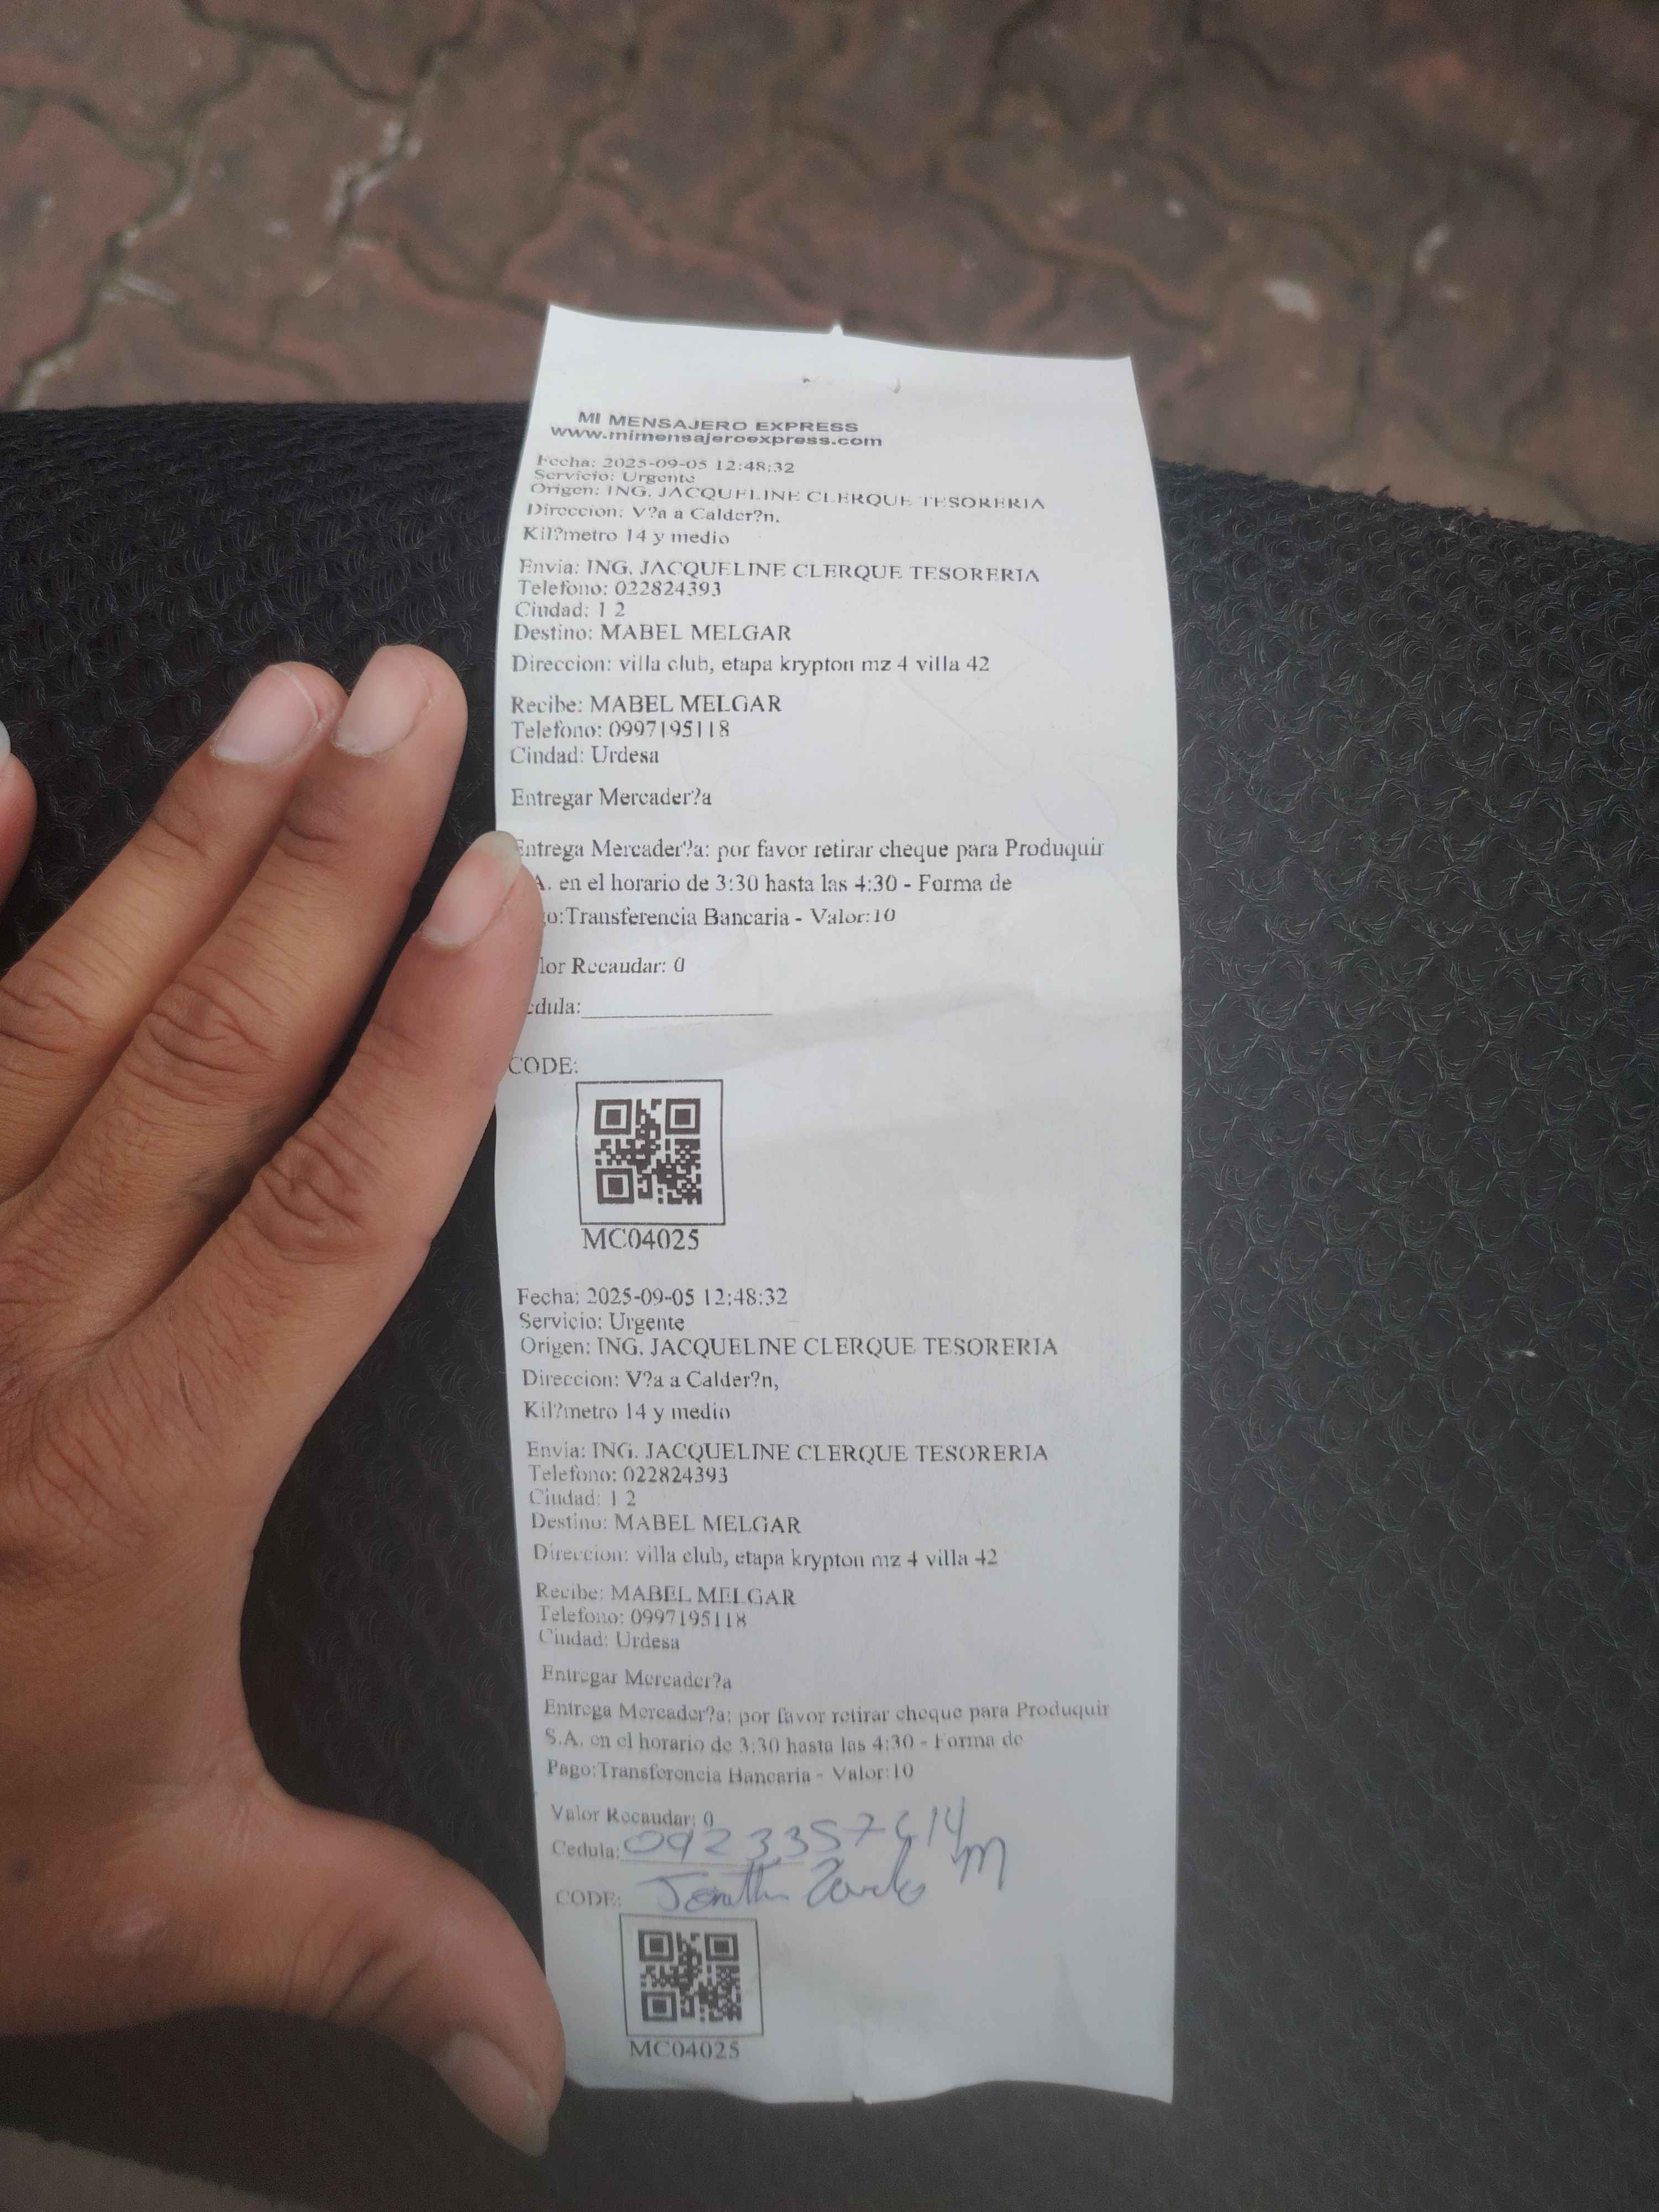 MI MENSAJERO EXPRESS
www.mimensajeroexpress.com
Fecha: 2025-09-05 12:48:32
Servicio: Urgente
Origen: ING. JACQUELINE CLERQUE TESORERIA
Direccion: V?a a Calder?n,
Kil?metro 14 y medio
Envia: ING. JACQUELINE CLERQUE TESORERIA
Telefono: 022824393
Ciudad: 1 2
Destino: MABEL MELGAR
Direccion: villa club, etapa krypton mz 4 villa 42
Recibe: MABEL MELGAR
Telefono: 0997195118
Ciudad: Urdesa
Entregar Mercader?a
Entrega Mercader?a: por favor retirar cheque para Produquir
A. en el horario de 3:30 hasta las 4:30 - Forma de
o:Transferencia Bancaria - Valor:10
lor Recaudar: 0
edula:
CODE:
MC04025
Fecha: 2025-09-05 12:48:32
Servicio: Urgente
Origen: ING. JACQUELINE CLERQUE TESORERIA
Direccion: V?a a Calder?n,
Kil?metro 14 y medio
Envia: ING. JACQUELINE CLERQUE TESORERIA
Telefono: 022824393
Ciudad: 1 2
Destino: MABEL MELGAR
Direccion: villa club, etapa krypton mz 4 villa 42
Recibe: MABEL MELGAR
Telefono: 0997195118
Ciudad: Urdesa
Entregar Mercader?a
Entrega Mercader?a: por favor retirar cheque para Produquir
S.A. en el horario de 3:30 hasta las 4:30 - Forma de
Pago:Transferencia Bancaria - Valor:10
Valor Recaudar: 0
Cedula: 0923357614
CODE:
MC04025